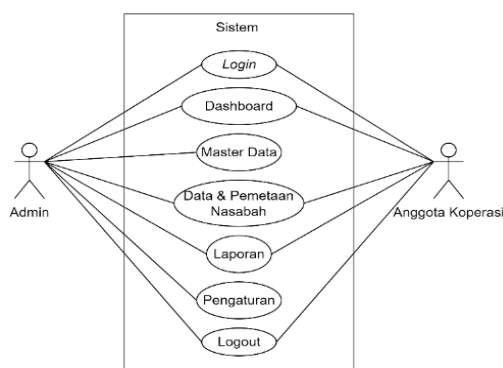 Sistem
Login
Dashboard
Master Data
Data & Pemetaan
Nasabah
Admin
Anggota Koperasi
Laporan
Pengaturan
Logout